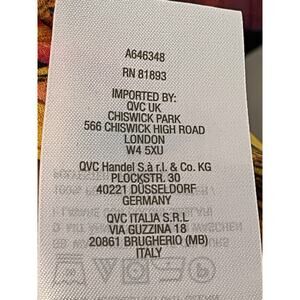 A646348
RN 81893
IMPORTED BY:
QVC UK
CHISWICK PARK
566 CHISWICK HIGH ROAD
LONDON
W4 5XU
QVC Handel S.à r.l. & Co. KG
PLOCKSTR. 30
40221 DÜSSELDORF
GERMANY
QVC ITALIA S.R.L
VIA GUZZINA 18
20861 BRUGHERIO (MB)
ITALY